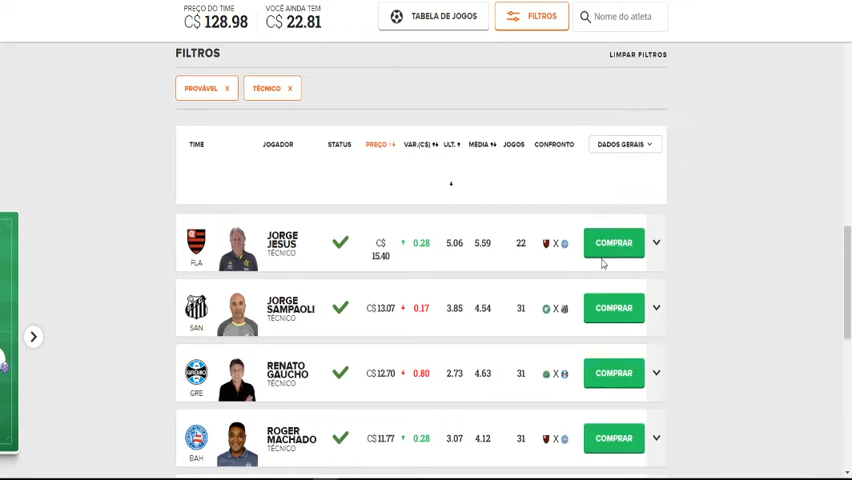 PREÇO DO TIME
C$ 128.98
VOCÊ AINDA TEM
C$ 22.81
TABELA DE JOGOS
FILTROS
Nome do atleta
FILTROS
LIMPAR FILTROS
PROVÁVEL X
TÉCNICO X
TIME JOGADOR STATUS PREÇO VAR.(C$) ULT. MÉDIA JOGOS CONFRONTO DADOS GERAIS
FLA
JORGE
JESUS
TÉCNICO
C$
15.40
0.28 5.06 5.59 22 X COMPRAR
SAN
JORGE
SAMPAOLI
TÉCNICO
C$13.07 0.17 3.85 4.54 31 X COMPRAR
GRÊMIO
GRE
RENATO
GAUCHO
TÉCNICO
C$12.70 0.80 2.73 4.63 31 X COMPRAR
BAH
ROGER
MACHADO
TÉCNICO
C$11.77 0.28 3.07 4.12 31 X COMPRAR